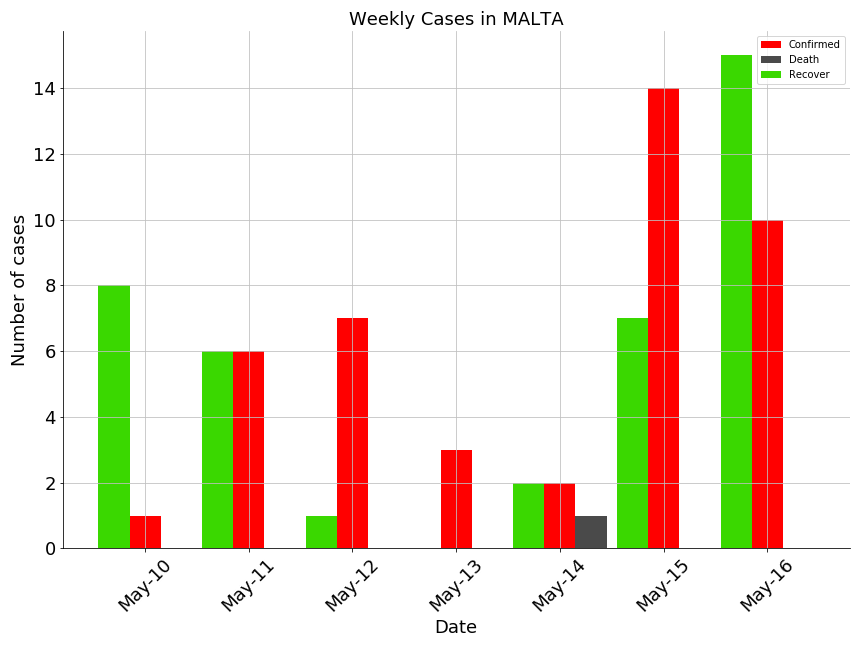 Weekly Cases in MALTA
Confirmed
Death
Recover
Number of cases
14
12
10
8
6
4
2
0
May-10
May-11
May-12
May-13
May-14
May-15
May-16
Date